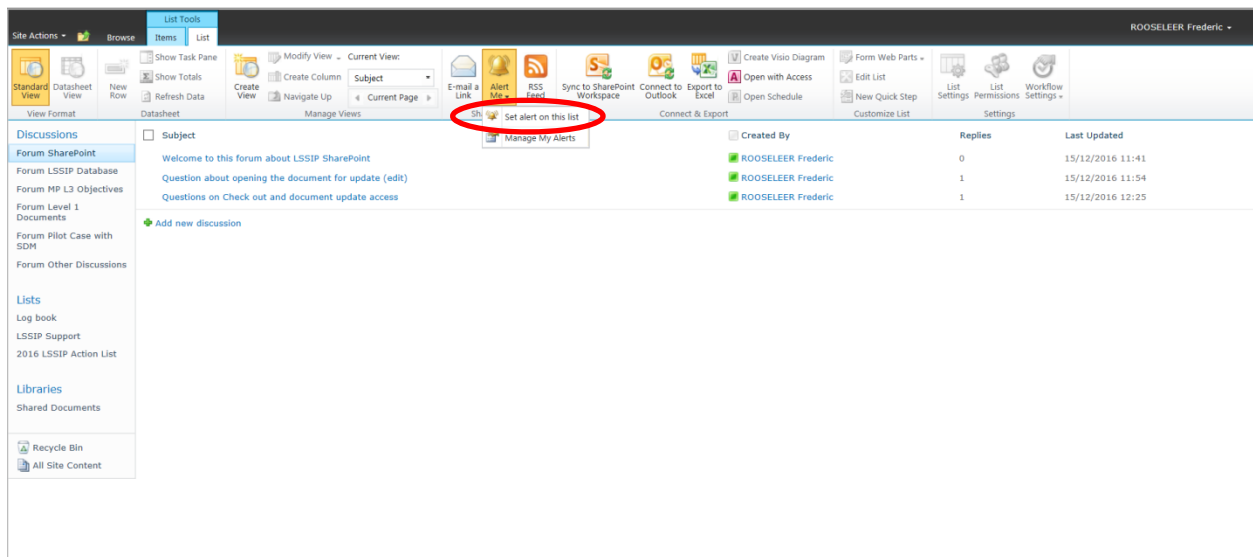 List Tools
Site Actions Browse Items List
ROOSELEER Frederic
Standard View
Datasheet View
New Row
View Format
Show Task Pane
Show Totals
Refresh Data
Datasheet
Create View
Modify View
Create Column
Navigate Up
Current View:
Subject
Current Page
Manage Views
E-mail a Link
Alert Me
RSS Feed
Sh
Set alert on this list
Manage My Alerts
Sync to SharePoint Workspace
Connect to Outlook
Export to Excel
Create Visio Diagram
Open with Access
Open Schedule
Connect & Export
Form Web Parts
Edit List
New Quick Step
Customize List
List Settings
List Permissions
Workflow Settings
Settings
Discussions
Forum SharePoint
Forum LSSIP Database
Forum MP L3 Objectives
Forum Level 1
Documents
Forum Pilot Case with
SDM
Forum Other Discussions
Lists
Log book
LSSIP Support
2016 LSSIP Action List
Libraries
Shared Documents
Recycle Bin
All Site Content
Subject Created By Replies Last Updated
Welcome to this forum about LSSIP SharePoint ROOSELEER Frederic 0 15/12/2016 11:41
Question about opening the document for update (edit) ROOSELEER Frederic 1 15/12/2016 11:54
Questions on Check out and document update access ROOSELEER Frederic 1 15/12/2016 12:25
Add new discussion